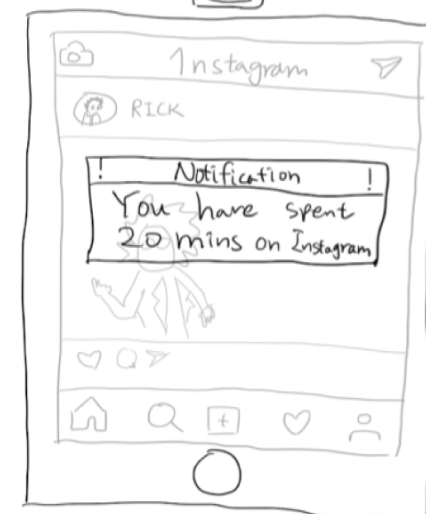 Instagram
RICK
! Notification !
You have spent
20 mins on Instagram